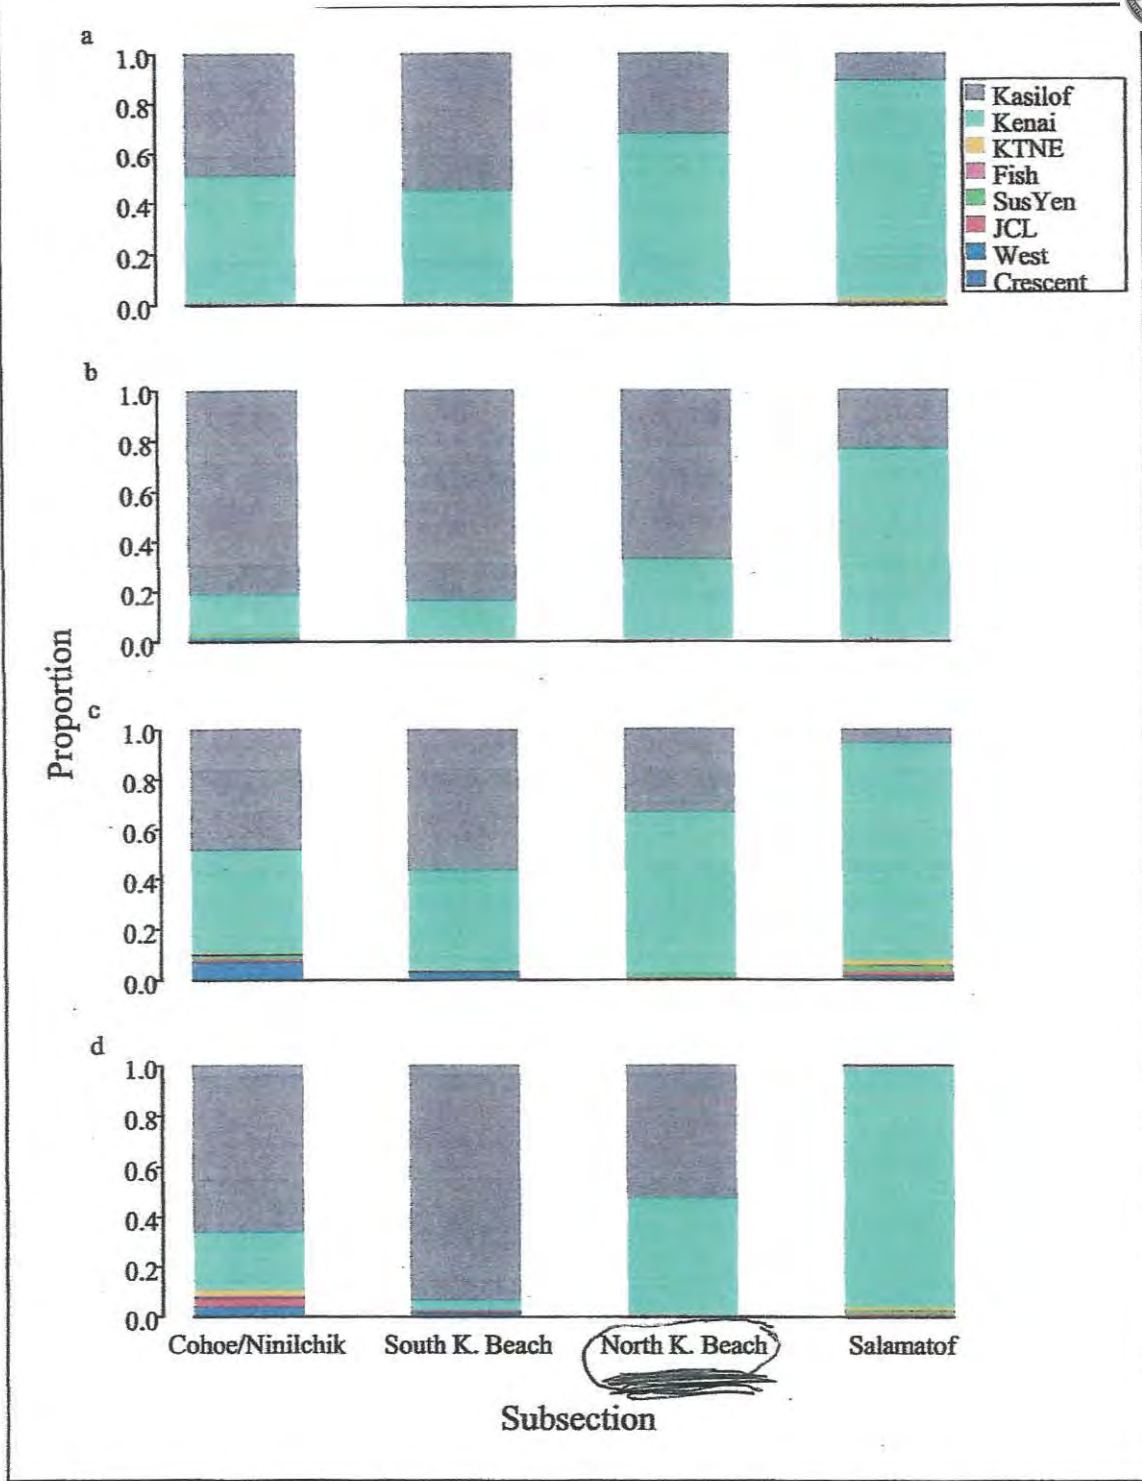 a
1.0
0.8
0.6
0.4
0.2
0.0
Kasilof
Kenai
KTNE
Fish
SusYen
JCL
West
Crescent
b
1.0
0.8
0.6
0.4
0.2
0.0
Proportion
c
1.0
0.8
0.6
0.4
0.2
0.0
d
1.0
0.8
0.6
0.4
0.2
0.0
Cohoe/Ninilchik South K. Beach North K. Beach Salamatof
Subsection